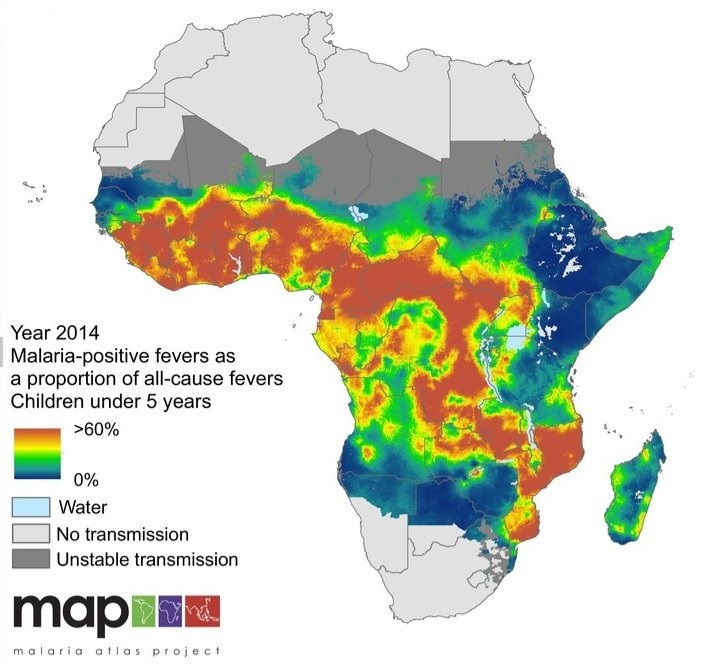 Year 2014
Malaria-positive fevers as
a proportion of all-cause fevers
Children under 5 years
>60%
0%
Water
No transmission
Unstable transmission
map
malaria atlas project